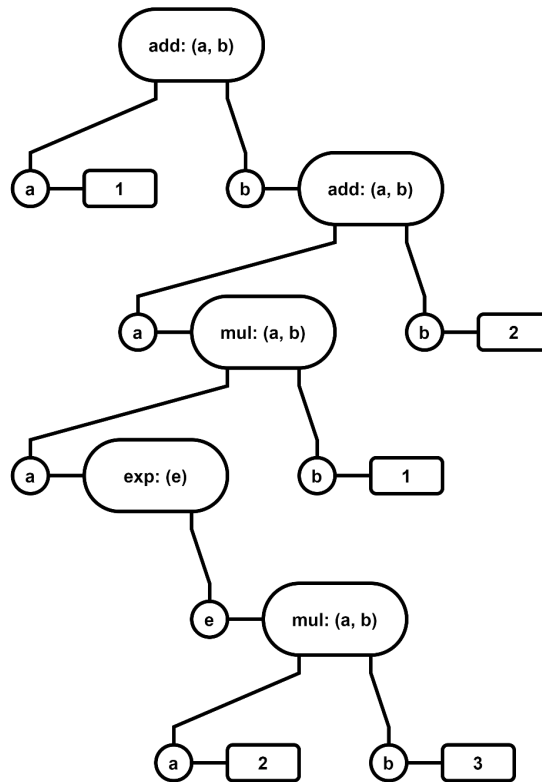 add: (a, b)
a
1
b
add: (a, b)
a
mul: (a, b)
b
2
a
exp: (e)
b
1
e
mul: (a, b)
a
2
b
3